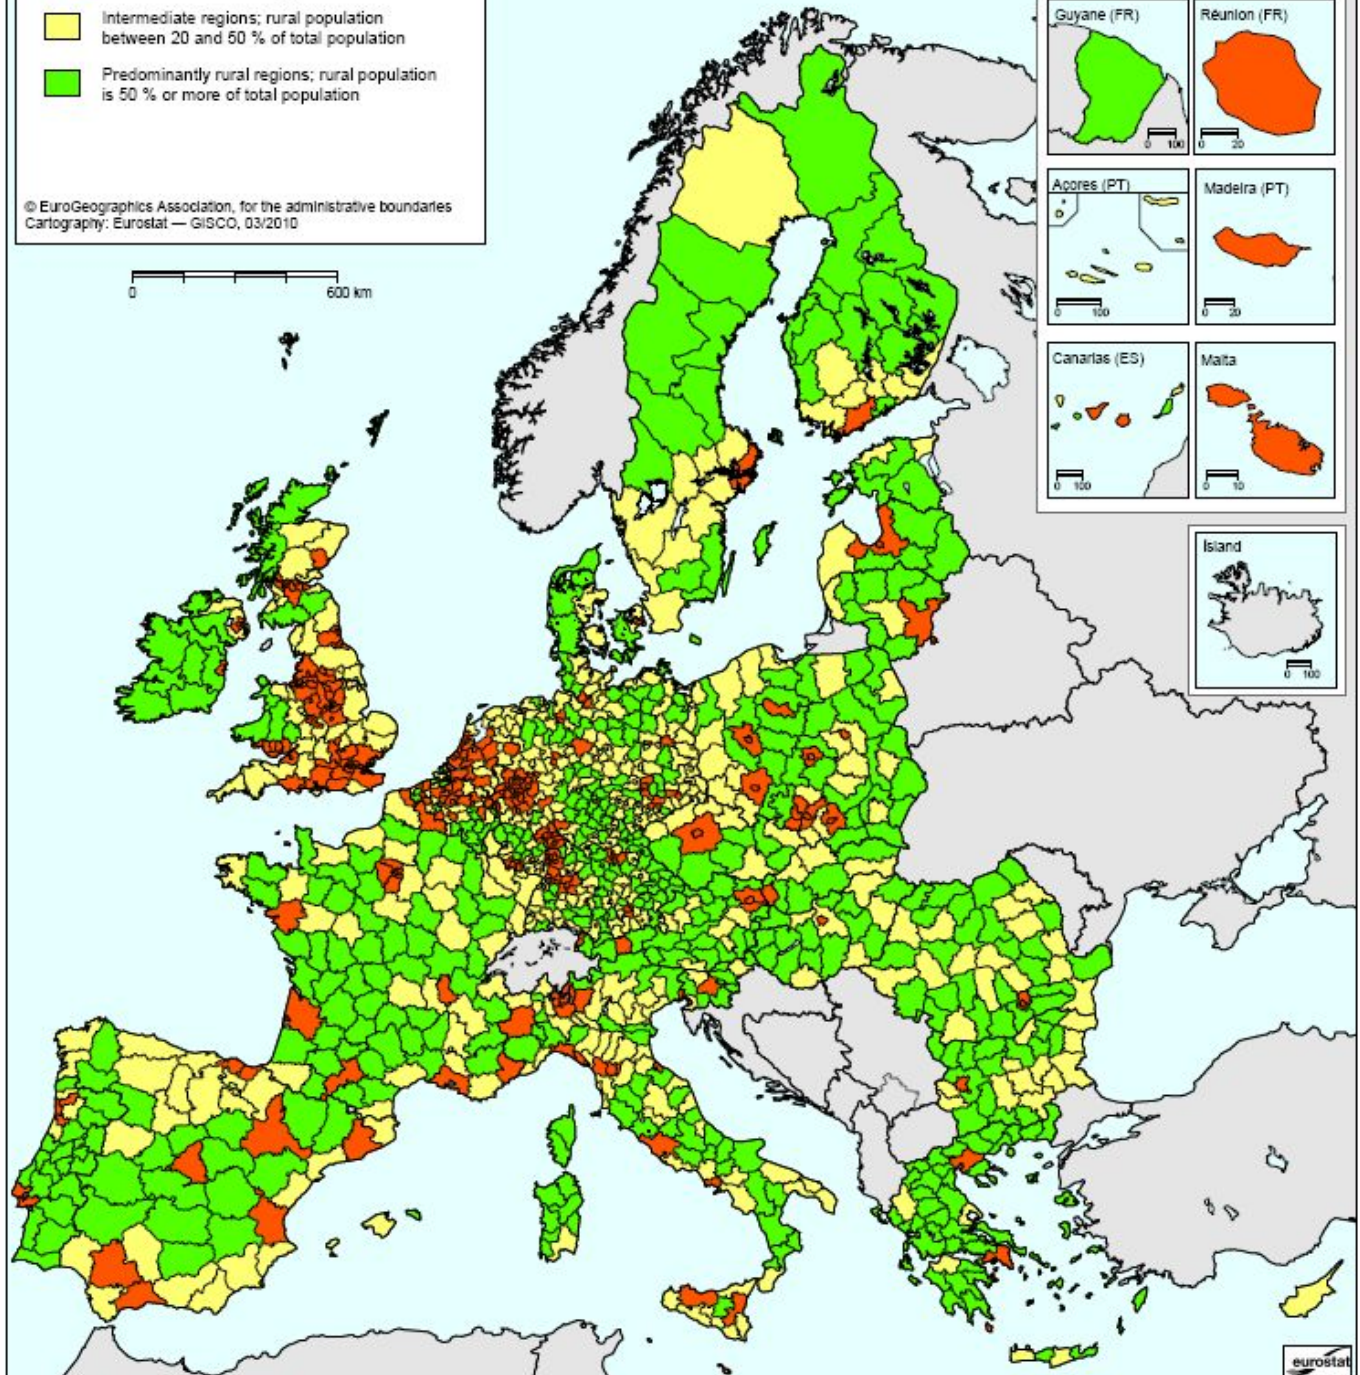 Intermediate regions; rural population
between 20 and 50 % of total population
Predominantly rural regions; rural population
is 50 % or more of total population
© EuroGeographics Association, for the administrative boundaries
Cartography: Eurostat — GISCO, 03/2010
0 600 km
Guyane (FR)
0 100
Réunion (FR)
0 20
Açores (PT)
0 100
Madeira (PT)
0 20
Canarias (ES)
0 100
Malta
0 10
Ísland
0 100
eurostat